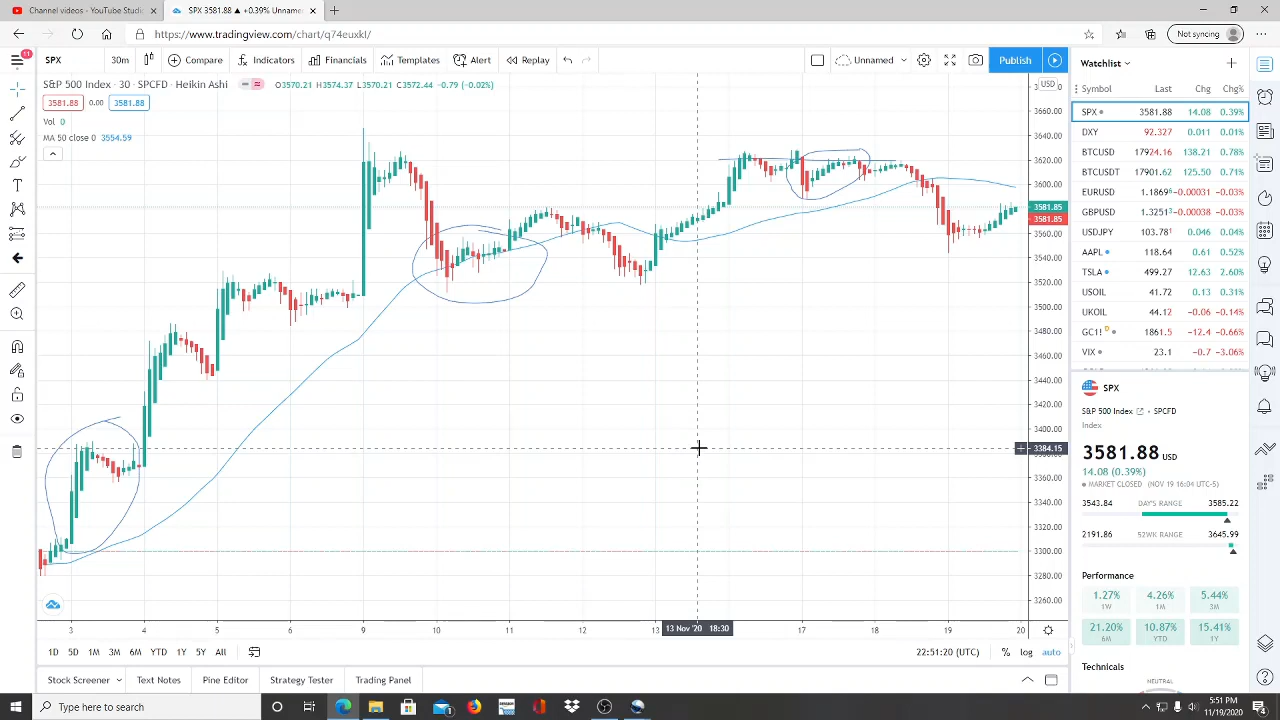 Channel videos - YouTube Studio
SPX 3581.88 ▲ +0.39% Unnamed
https://www.tradingview.com/chart/q74euxkl/
Not syncing
11
SPX 30m Compare Indicators Financials Templates Alert Replay Unnamed Publish
S&P 500 Index · 30 · SPCFD · Heikin Ashi O3570.21 H3574.37 L3570.21 C3572.44 -0.79 (-0.02%)
3581.88 0.00 3581.88
Vol 0
MA 50 close 0 3554.59
USD
3660.00
3640.00
3620.00
3600.00
3581.85
3581.85
3560.00
3540.00
3520.00
3500.00
3480.00
3460.00
3440.00
3420.00
3400.00
3384.15
3360.00
3340.00
3320.00
3300.00
3280.00
3260.00
3 4 5 6 9 10 11 12 13 13 Nov '20 18:30 17 18 19 20
1D 5D 1M 3M 6M YTD 1Y 5Y All 22:51:20 (UTC) % log auto
Stock Screener Text Notes Pine Editor Strategy Tester Trading Panel
Watchlist
Symbol Last Chg Chg%
SPX 3581.88 14.08 0.39%
DXY 92.327 0.011 0.01%
BTCUSD 17924.16 138.21 0.78%
BTCUSDT 17901.62 125.50 0.71%
EURUSD 1.18696 -0.00031 -0.03%
GBPUSD 1.32513 -0.00038 -0.03%
USDJPY 103.781 0.046 0.04%
AAPL 118.64 0.61 0.52%
TSLA 499.27 12.63 2.60%
USOIL 41.72 0.13 0.31%
UKOIL 44.12 -0.06 -0.14%
GC1! D 1861.5 -12.4 -0.66%
VIX 23.1 -0.7 -3.06%
SPX
S&P 500 Index · SPCFD
Index
3581.88 USD
14.08 (0.39%)
MARKET CLOSED (NOV 19 16:04 UTC-5)
3543.84 DAY'S RANGE 3585.22
2191.86 52WK RANGE 3645.99
Performance
1.27% 4.26% 5.44%
1W 1M 3M
21.20% 10.87% 15.41%
6M YTD 1Y
Technicals
NEUTRAL
Type here to search
5:51 PM
11/19/2020